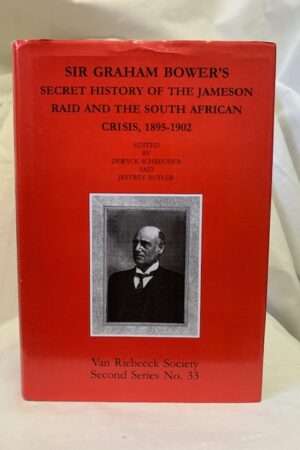 SIR GRAHAM BOWER'S
SECRET HISTORY OF THE JAMESON
RAID AND THE SOUTH AFRICAN
CRISIS, 1895-1902
EDITED
BY
DERYCK SCHREUDER
AND
JEFFREY BUTLER
Van Riebeeck Society
Second Series No. 33